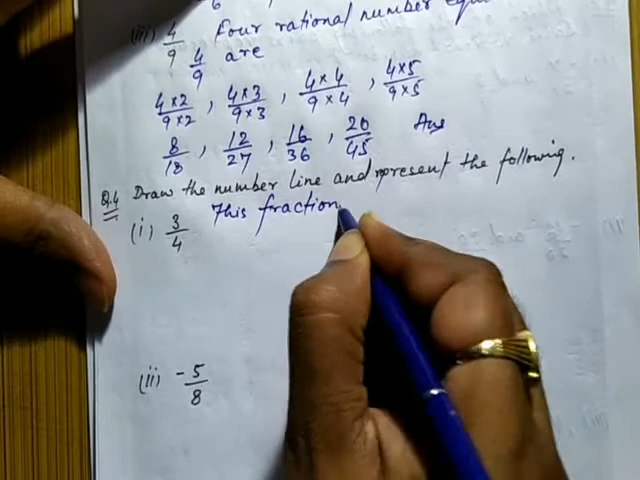 (iii) 4/9 Four rational number equ
4/9 are
4×2/9×2 , 4×3/9×3 , 4×4/9×4 , 4×5/9×5
8/18 , 12/27 , 16/36 , 20/45 Ans
Q.4 Draw the number line and represent the following.
(i) 3/4 This fraction
(ii) -5/8